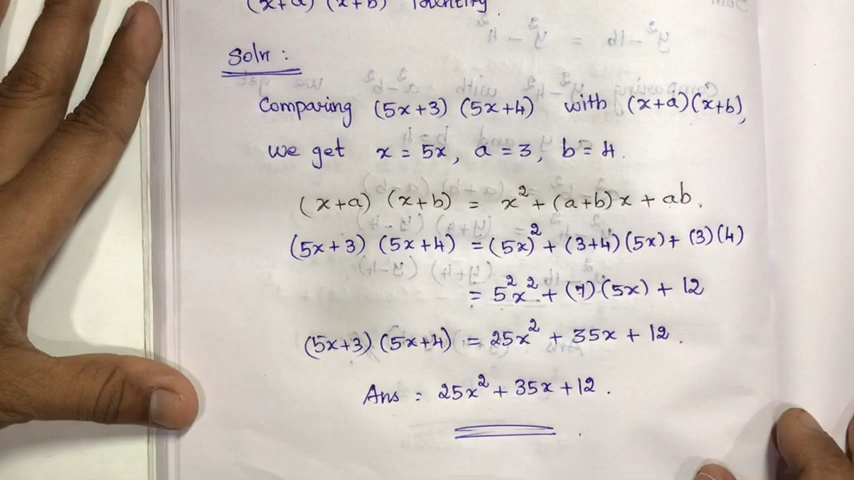 (x+a) (x+b) Identify.
Soln :
Comparing (5x+3) (5x+4) with (x+a)(x+b),
we get x = 5x, a = 3, b = 4.
(x+a) (x+b) = x² + (a+b) x + ab.
(5x+3) (5x+4) = (5x)² + (3+4) (5x) + (3)(4)
= 5²x² + (7) (5x) + 12
(5x+3) (5x+4) = 25x² + 35x + 12.
Ans : 25x² + 35x + 12.